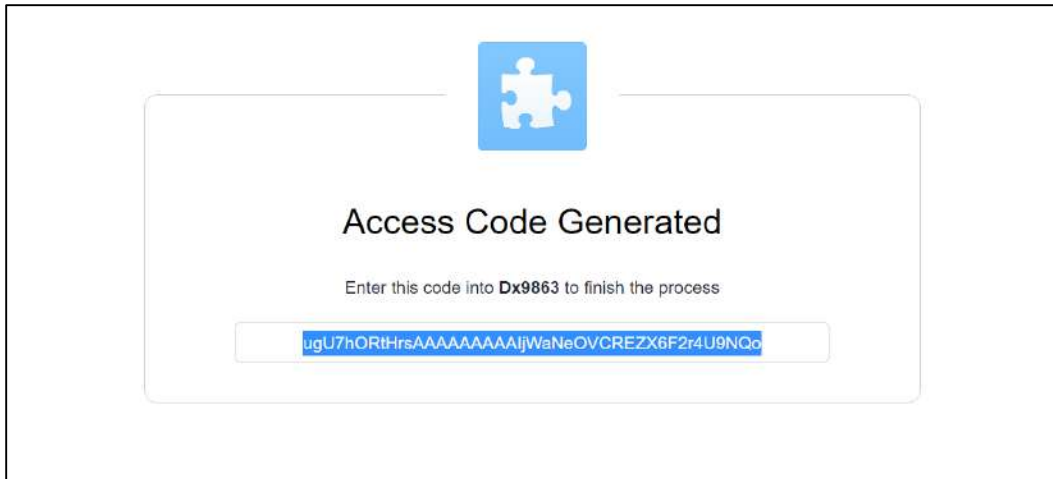 Access Code Generated
Enter this code into Dx9863 to finish the process
ugU7hORtHrsAAAAAAAAAIjWaNeOVCREZX6F2r4U9NQo